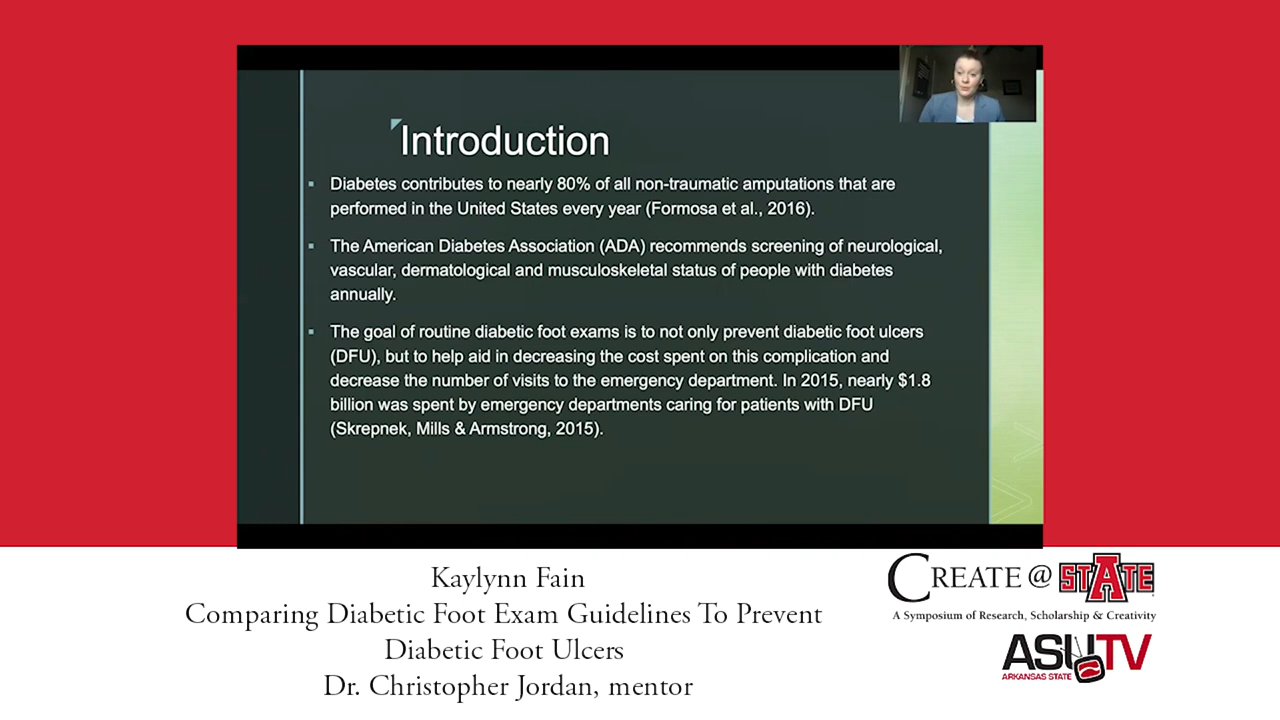 Introduction
▪ Diabetes contributes to nearly 80% of all non-traumatic amputations that are
performed in the United States every year (Formosa et al., 2016).
▪ The American Diabetes Association (ADA) recommends screening of neurological,
vascular, dermatological and musculoskeletal status of people with diabetes
annually.
▪ The goal of routine diabetic foot exams is to not only prevent diabetic foot ulcers
(DFU), but to help aid in decreasing the cost spent on this complication and
decrease the number of visits to the emergency department. In 2015, nearly $1.8
billion was spent by emergency departments caring for patients with DFU
(Skrepnek, Mills & Armstrong, 2015).
Kaylynn Fain
Comparing Diabetic Foot Exam Guidelines To Prevent
Diabetic Foot Ulcers
Dr. Christopher Jordan, mentor
CREATE @ STATE
A Symposium of Research, Scholarship & Creativity
ASU TV
ARKANSAS STATE